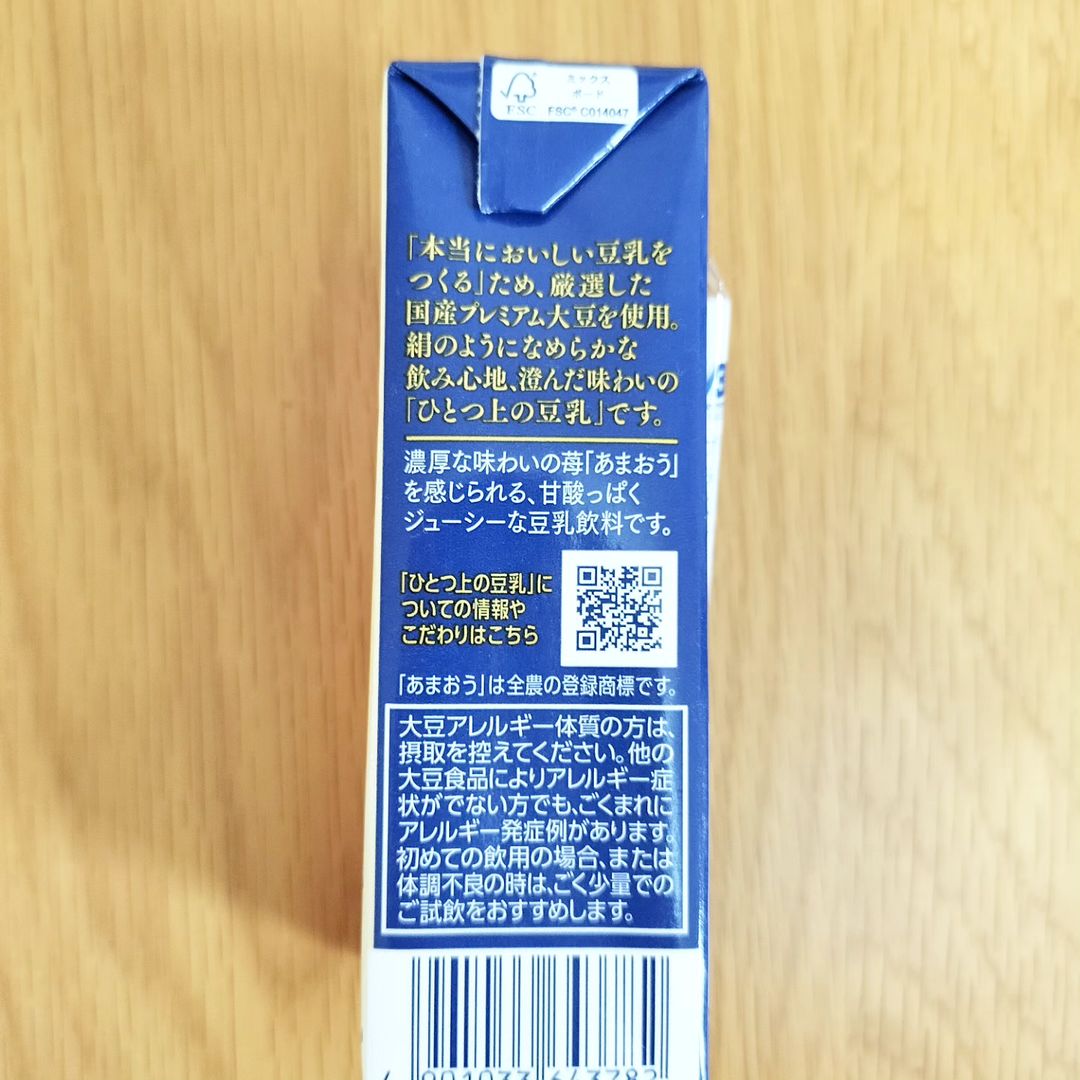 FSC
ミックス
ボード
FSC® C014047
「本当においしい豆乳を
つくる」ため、厳選した
国産プレミアム大豆を使用。
絹のようになめらかな
飲み心地、澄んだ味わいの
「ひとつ上の豆乳」です。
濃厚な味わいの苺「あまおう」
を感じられる、甘酸っぱく
ジューシーな豆乳飲料です。
「ひとつ上の豆乳」に
ついての情報や
こだわりはこちら
「あまおう」は全農の登録商標です。
大豆アレルギー体質の方は、
摂取を控えてください。他の
大豆食品によりアレルギー症
状がでない方でも、ごくまれに
アレルギー発症例があります。
初めての飲用の場合、または
体調不良の時は、ごく少量での
ご試飲をおすすめします。